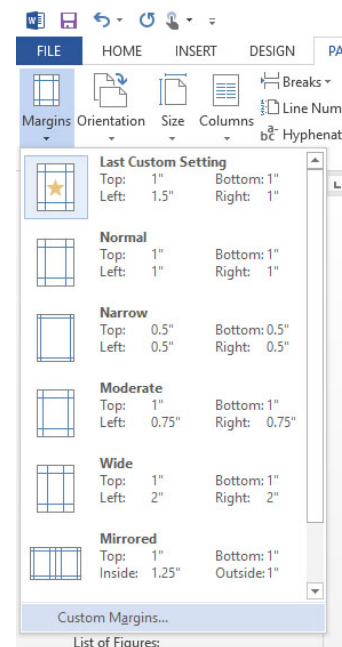 FILE HOME INSERT DESIGN PA
Margins Orientation Size Columns
Breaks
Line Num
Hyphenat
Last Custom Setting
Top: 1" Bottom: 1"
Left: 1.5" Right: 1"
Normal
Top: 1" Bottom: 1"
Left: 1" Right: 1"
Narrow
Top: 0.5" Bottom: 0.5"
Left: 0.5" Right: 0.5"
Moderate
Top: 1" Bottom: 1"
Left: 0.75" Right: 0.75"
Wide
Top: 1" Bottom: 1"
Left: 2" Right: 2"
Mirrored
Top: 1" Bottom: 1"
Inside: 1.25" Outside: 1"
Custom Margins...
List of Figures: